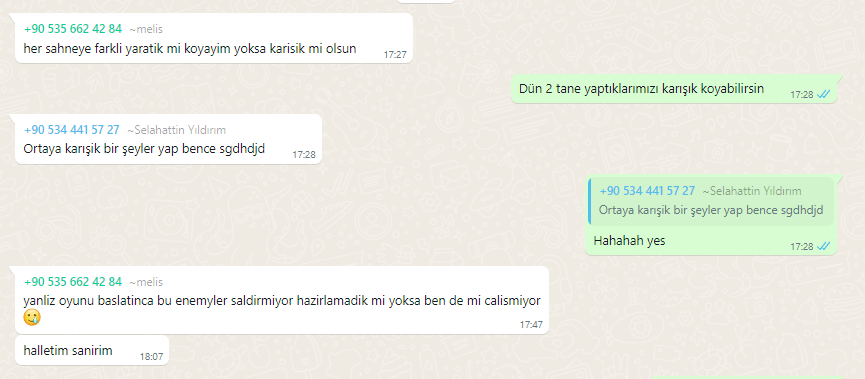 +90 535 662 42 84 ~melis
her sahneye farkli yaratik mi koyayim yoksa karisik mi olsun
17:27
Dün 2 tane yaptıklarımızı karışık koyabilirsin
17:28
+90 534 441 57 27 ~Selahattin Yıldırım
Ortaya karışik bir şeyler yap bence sgdhdjd
17:28
+90 534 441 57 27 ~Selahattin Yıldırım
Ortaya karışik bir şeyler yap bence sgdhdjd
Hahahah yes
17:28
+90 535 662 42 84 ~melis
yanliz oyunu baslatinca bu enemyler saldirmiyor hazirlamadik mi yoksa ben de mi calismiyor
🥲
17:47
halletim sanirim
18:07